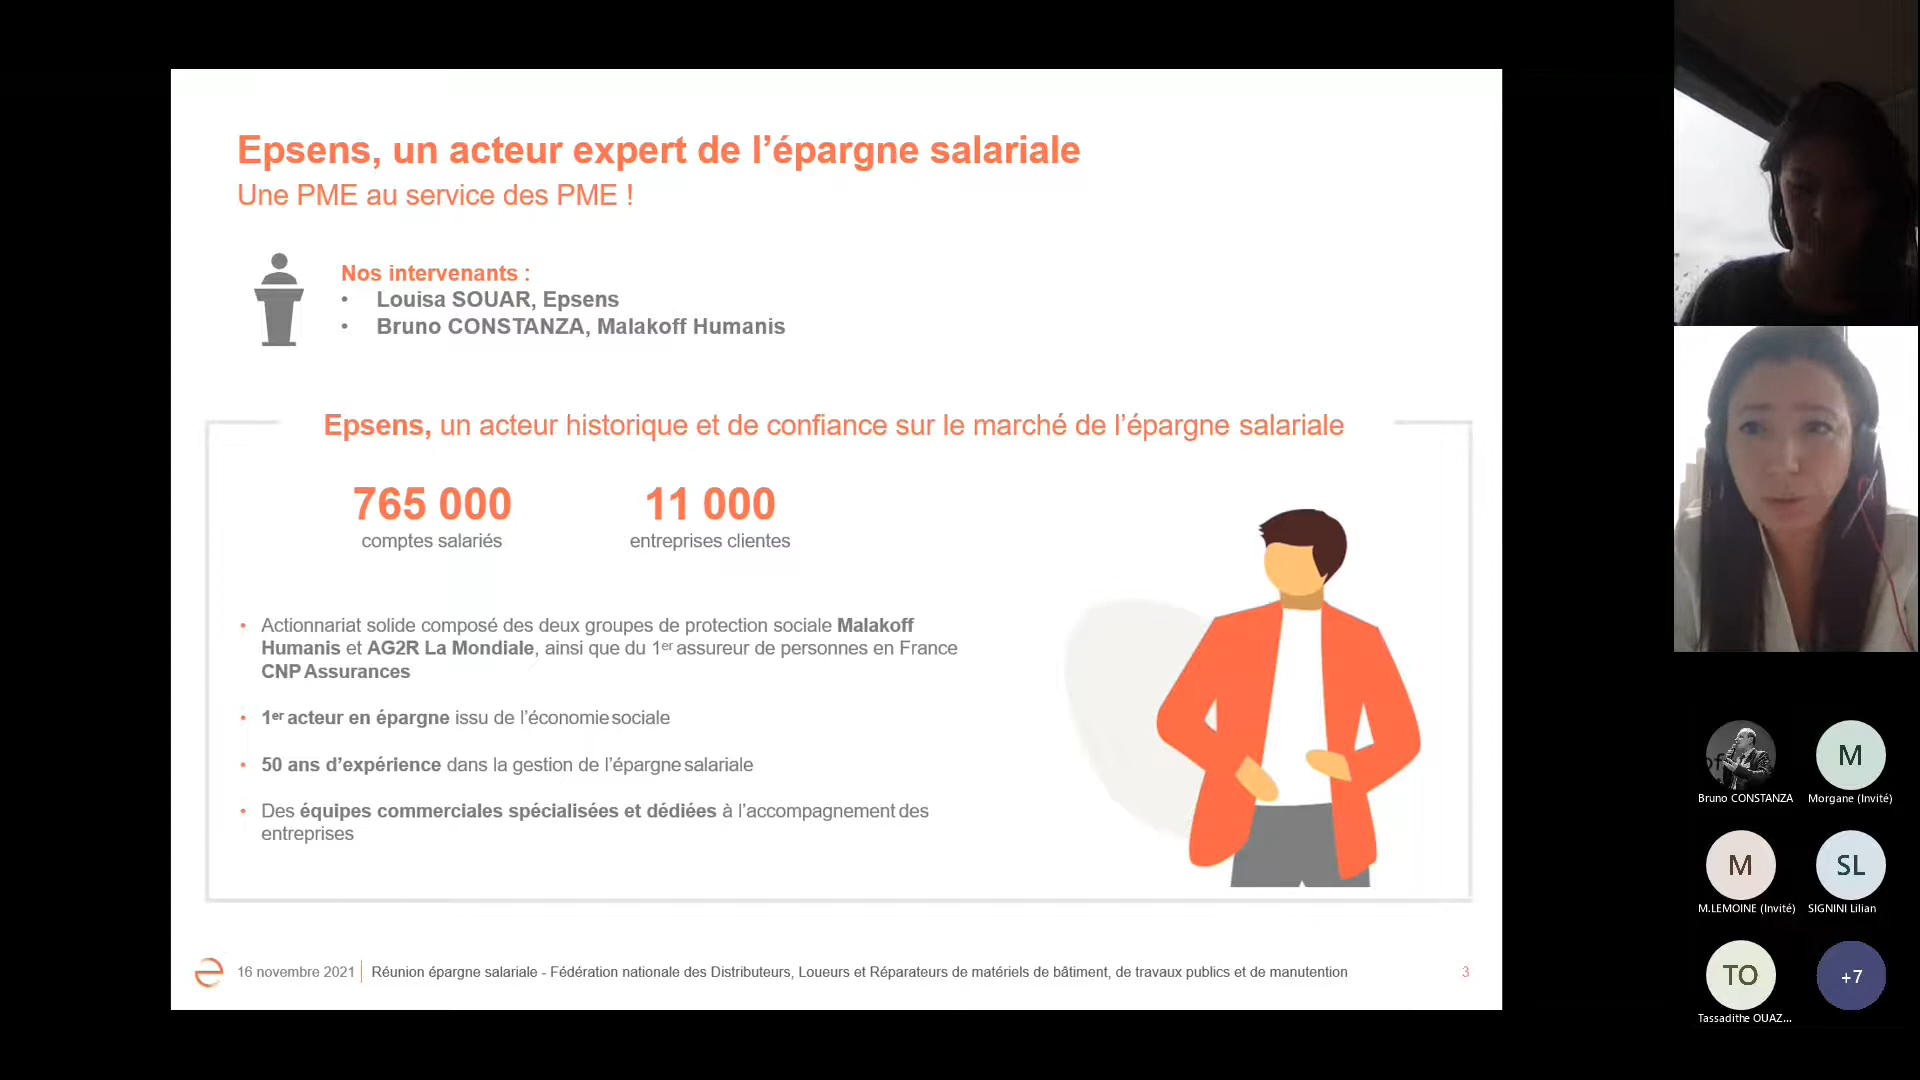 Epsens, un acteur expert de l’épargne salariale
Une PME au service des PME !
Nos intervenants :
• Louisa SOUAR, Epsens
• Bruno CONSTANZA, Malakoff Humanis
Epsens, un acteur historique et de confiance sur le marché de l’épargne salariale
765 000
comptes salariés
11 000
entreprises clientes
• Actionnariat solide composé des deux groupes de protection sociale Malakoff
Humanis et AG2R La Mondiale, ainsi que du 1er assureur de personnes en France
CNP Assurances
• 1er acteur en épargne issu de l’économie sociale
• 50 ans d’expérience dans la gestion de l’épargne salariale
• Des équipes commerciales spécialisées et dédiées à l’accompagnement des
entreprises
16 novembre 2021 | Réunion épargne salariale - Fédération nationale des Distributeurs, Loueurs et Réparateurs de matériels de bâtiment, de travaux publics et de manutention
3
Bruno CONSTANZA
M
Morgane (Invité)
M
M.LEMOINE (Invité)
SL
SIGNINI Lilian
TO
Tassadithe OUAZ...
+7